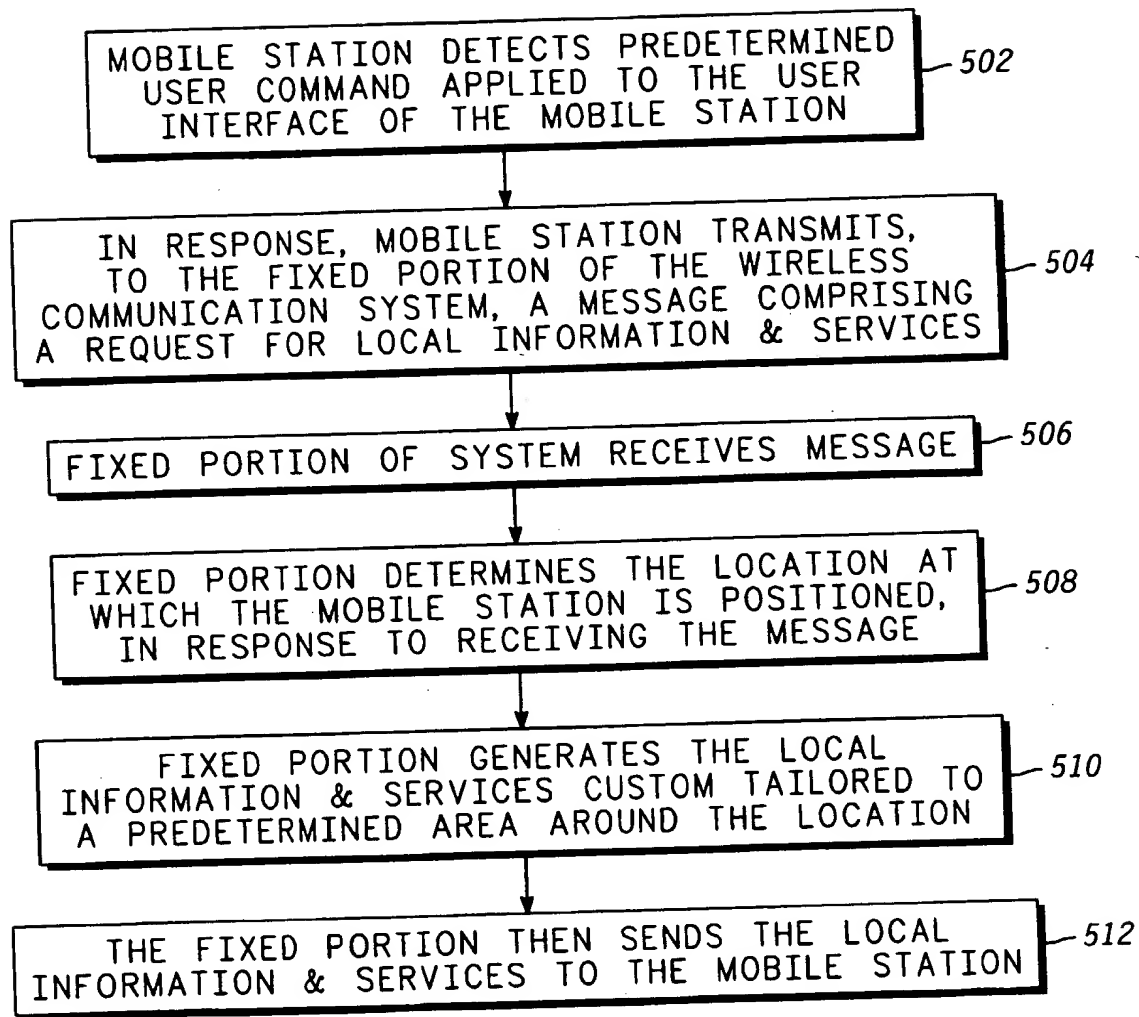 MOBILE STATION DETECTS PREDETERMINED
USER COMMAND APPLIED TO THE USER
INTERFACE OF THE MOBILE STATION
502
IN RESPONSE, MOBILE STATION TRANSMITS,
TO THE FIXED PORTION OF THE WIRELESS
COMMUNICATION SYSTEM, A MESSAGE COMPRISING
A REQUEST FOR LOCAL INFORMATION & SERVICES
504
FIXED PORTION OF SYSTEM RECEIVES MESSAGE
506
FIXED PORTION DETERMINES THE LOCATION AT
WHICH THE MOBILE STATION IS POSITIONED,
IN RESPONSE TO RECEIVING THE MESSAGE
508
FIXED PORTION GENERATES THE LOCAL
INFORMATION & SERVICES CUSTOM TAILORED TO
A PREDETERMINED AREA AROUND THE LOCATION
510
THE FIXED PORTION THEN SENDS THE LOCAL
INFORMATION & SERVICES TO THE MOBILE STATION
512